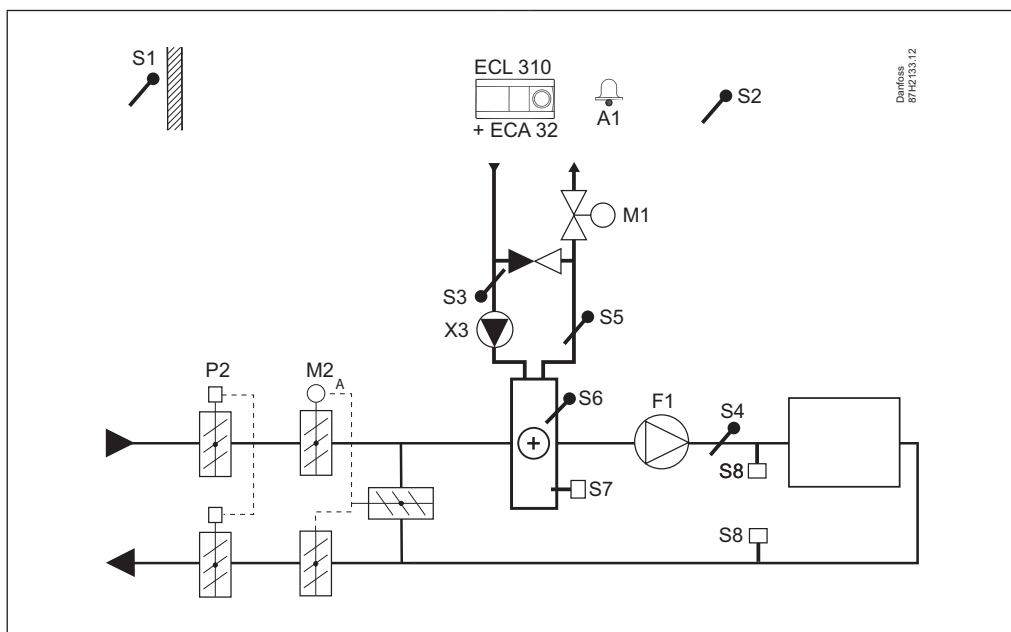 S1
ECL 310
+ ECA 32
A1
S2
Danfoss
87H2133.12
M1
S3
X3
S5
P2
M2
A
S6
F1
S4
+
S7
S8
S8